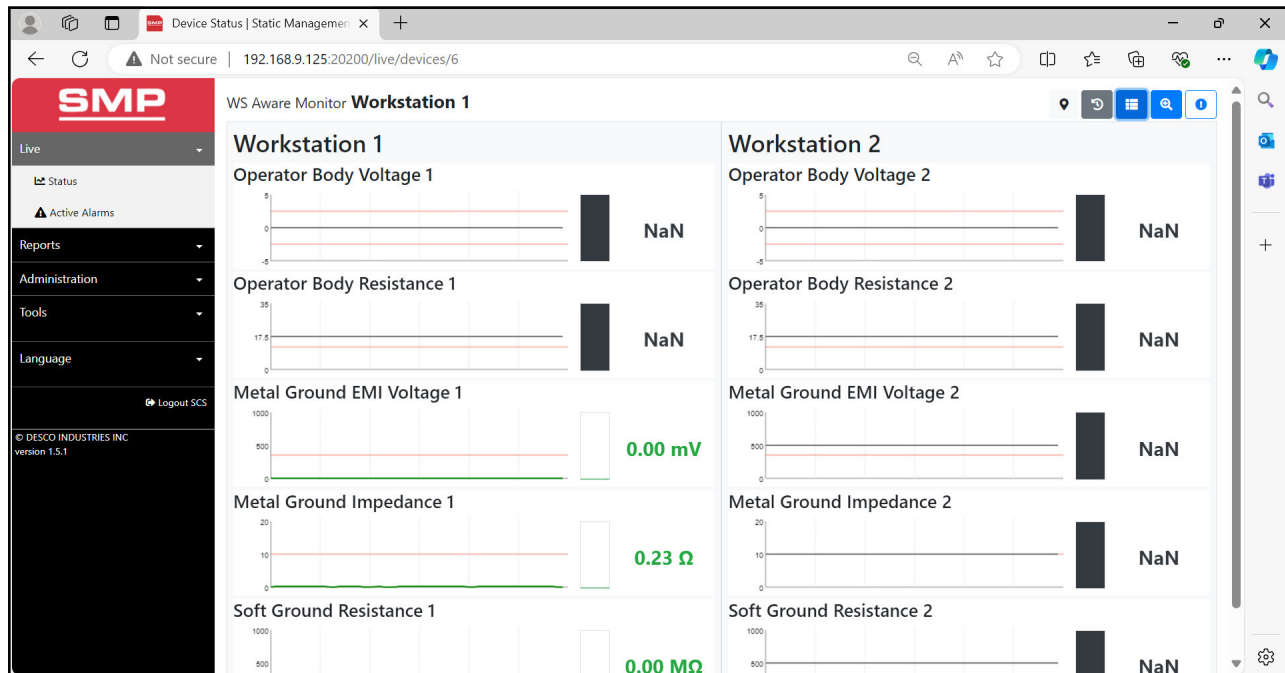 SMP Device Status | Static Managemen
Not secure | 192.168.9.125:20200/live/devices/6
SMP
Live
Status
Active Alarms
Reports
Administration
Tools
Language
Logout SCS
© DESCO INDUSTRIES INC
version 1.5.1
WS Aware Monitor Workstation 1
Workstation 1
Operator Body Voltage 1
5
0
-5
NaN
Operator Body Resistance 1
35
17.5
0
NaN
Metal Ground EMI Voltage 1
1000
500
0
0.00 mV
Metal Ground Impedance 1
20
10
0
0.23 Ω
Soft Ground Resistance 1
1000
500
0.00 MΩ
Workstation 2
Operator Body Voltage 2
5
0
-5
NaN
Operator Body Resistance 2
35
17.5
0
NaN
Metal Ground EMI Voltage 2
1000
500
0
NaN
Metal Ground Impedance 2
20
10
0
NaN
Soft Ground Resistance 2
1000
500
NaN